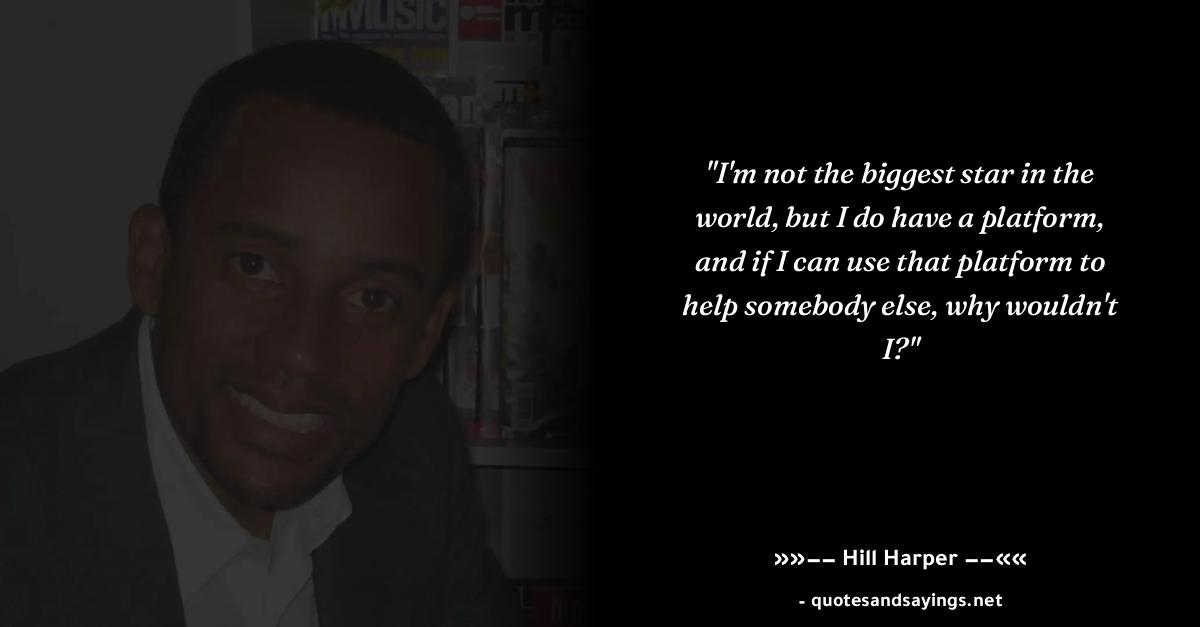 MUSIC
"I'm not the biggest star in the
world, but I do have a platform,
and if I can use that platform to
help somebody else, why wouldn't
I?"
»»–– Hill Harper ––««
- quotesandsayings.net